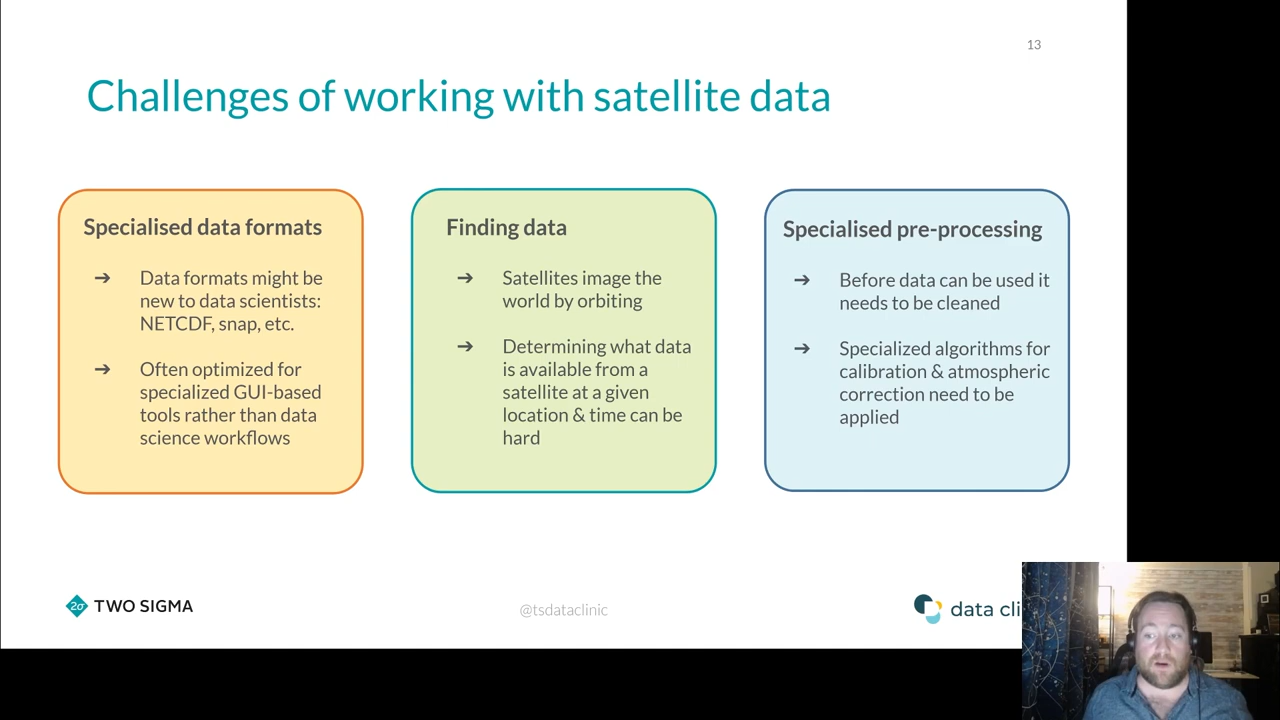 13
Challenges of working with satellite data
Specialised data formats
➔ Data formats might be
new to data scientists:
NETCDF, snap, etc.
➔ Often optimized for
specialized GUI-based
tools rather than data
science workflows
Finding data
➔ Satellites image the
world by orbiting
➔ Determining what data
is available from a
satellite at a given
location & time can be
hard
Specialised pre-processing
➔ Before data can be used it
needs to be cleaned
➔ Specialized algorithms for
calibration & atmospheric
correction need to be
applied
2σ TWO SIGMA
@tsdataclinic
data cli